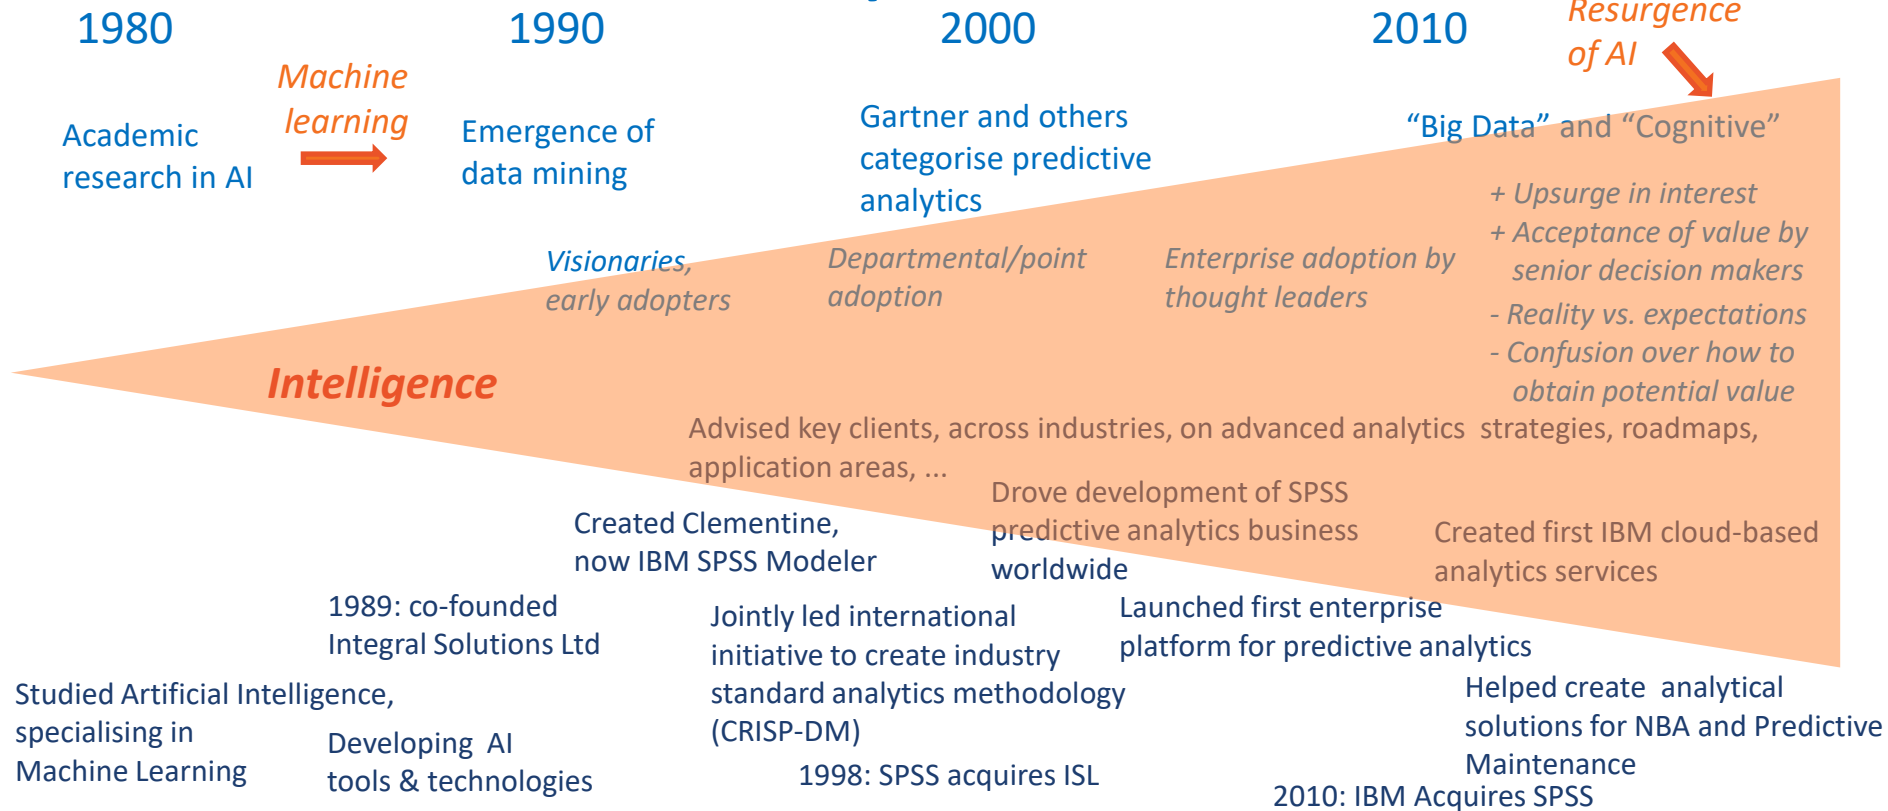 1980
1990
2000
2010
Resurgence
of AI
Machine
learning
Academic
research in AI
Emergence of
data mining
Gartner and others
categorise predictive
analytics
“Big Data” and “Cognitive”
Visionaries,
early adopters
Departmental/point
adoption
Enterprise adoption by
thought leaders
+ Upsurge in interest
+ Acceptance of value by
senior decision makers
- Reality vs. expectations
- Confusion over how to
obtain potential value
Intelligence
Advised key clients, across industries, on advanced analytics strategies, roadmaps,
application areas, ...
Drove development of SPSS
predictive analytics business
worldwide
Created Clementine,
now IBM SPSS Modeler
Created first IBM cloud-based
analytics services
1989: co-founded
Integral Solutions Ltd
Jointly led international
initiative to create industry
standard analytics methodology
(CRISP-DM)
Launched first enterprise
platform for predictive analytics
Studied Artificial Intelligence,
specialising in
Machine Learning
Developing AI
tools & technologies
1998: SPSS acquires ISL
Helped create analytical
solutions for NBA and Predictive
Maintenance
2010: IBM Acquires SPSS